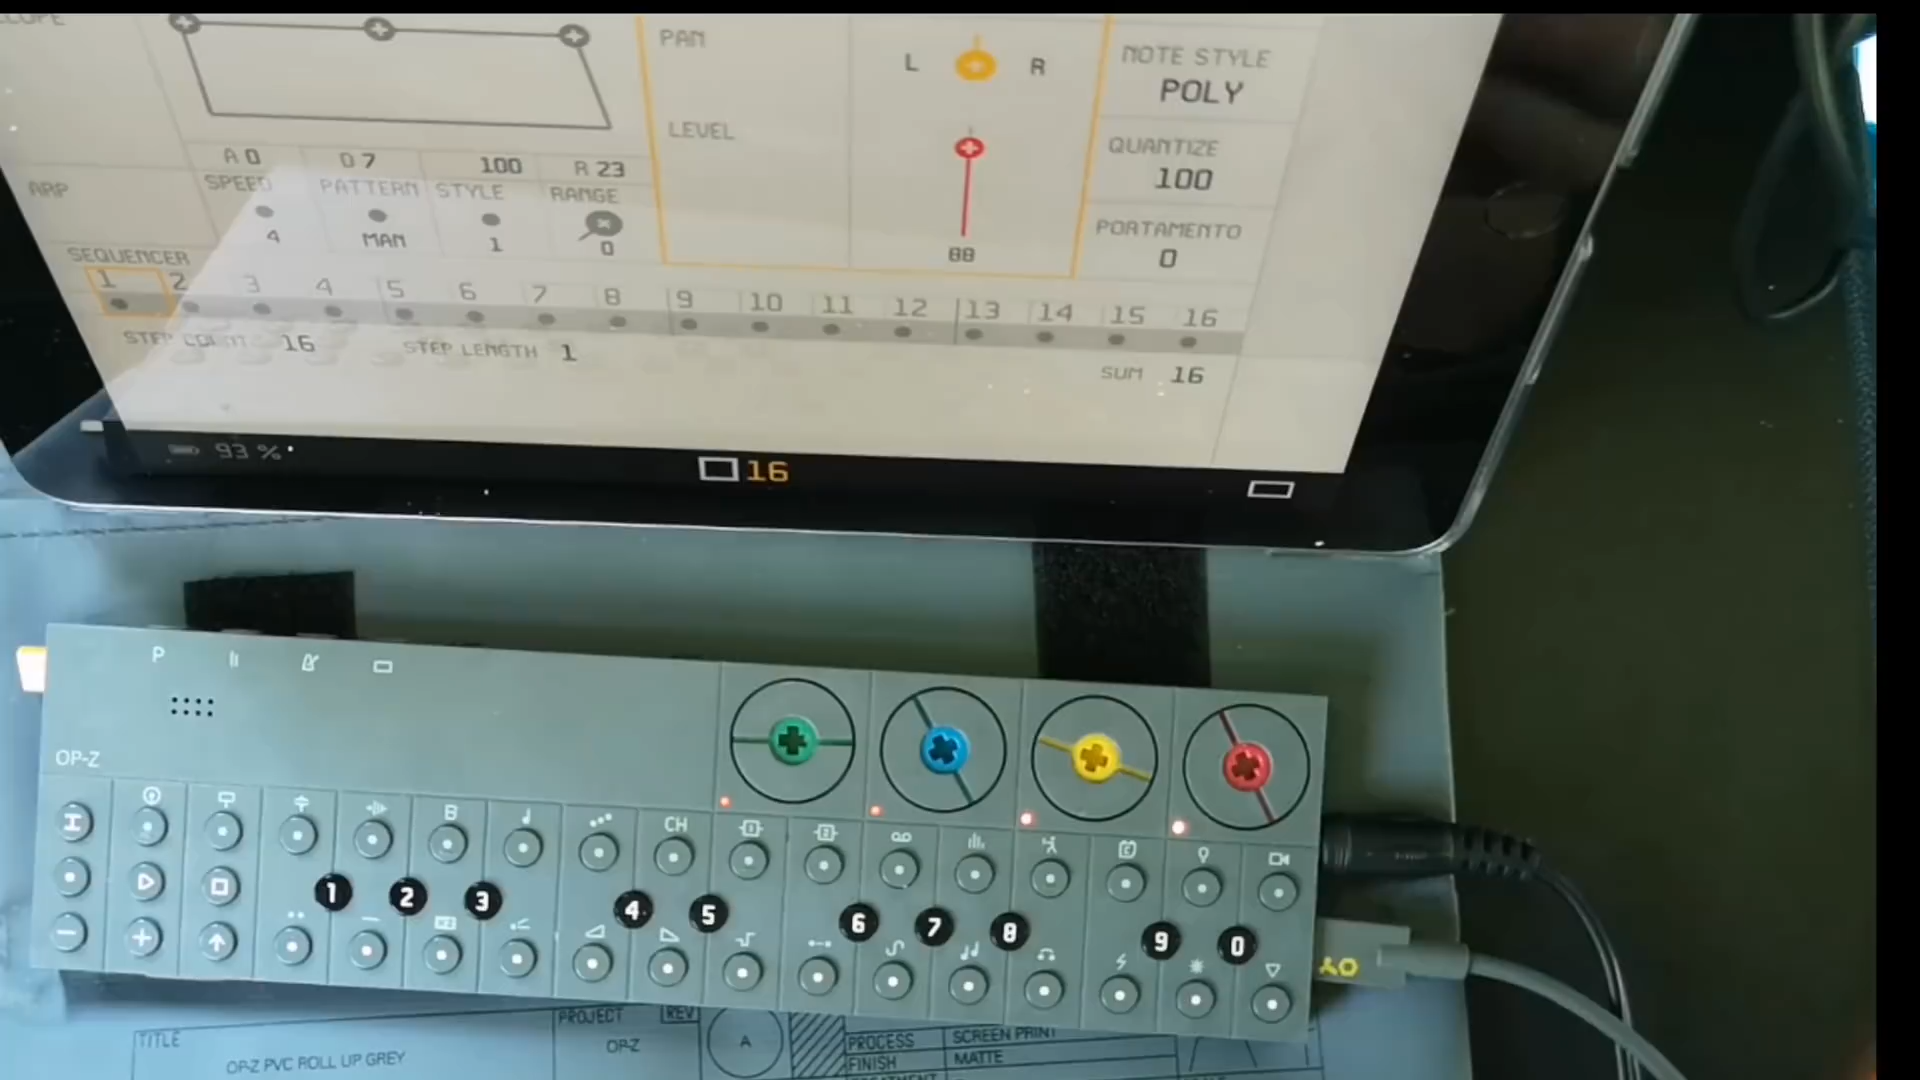 PAN
L R
NOTE STYLE
POLY
LEVEL
QUANTIZE
100
A 0 D 7 100 R 23
ARP
SPEED PATTERN STYLE RANGE
4 MAN 1 0
88
PORTAMENTO
0
SEQUENCER
1 2 3 4 5 6 7 8 9 10 11 12 13 14 15 16
STEP COUNT 16 STEP LENGTH 1
SUM 16
93 %
16
P
OP-Z
B
CH
1 2 3 4 5 6 7 8 9 0
TITLE
OP-Z PVC ROLL UP GREY
PROJECT
OP-Z
REV
A
PROCESS SCREEN PRINT
FINISH MATTE